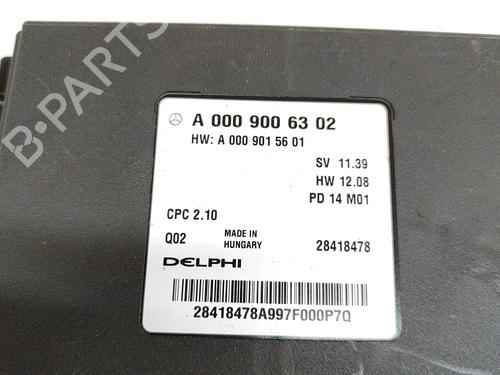 A 000 900 63 02
HW: A 000 901 56 01
SV 11.39
HW 12.08
PD 14 M01
CPC 2.10
Q02
MADE IN
HUNGARY
28418478
DELPHI
28418478A997F000P7Q
B-PARTS